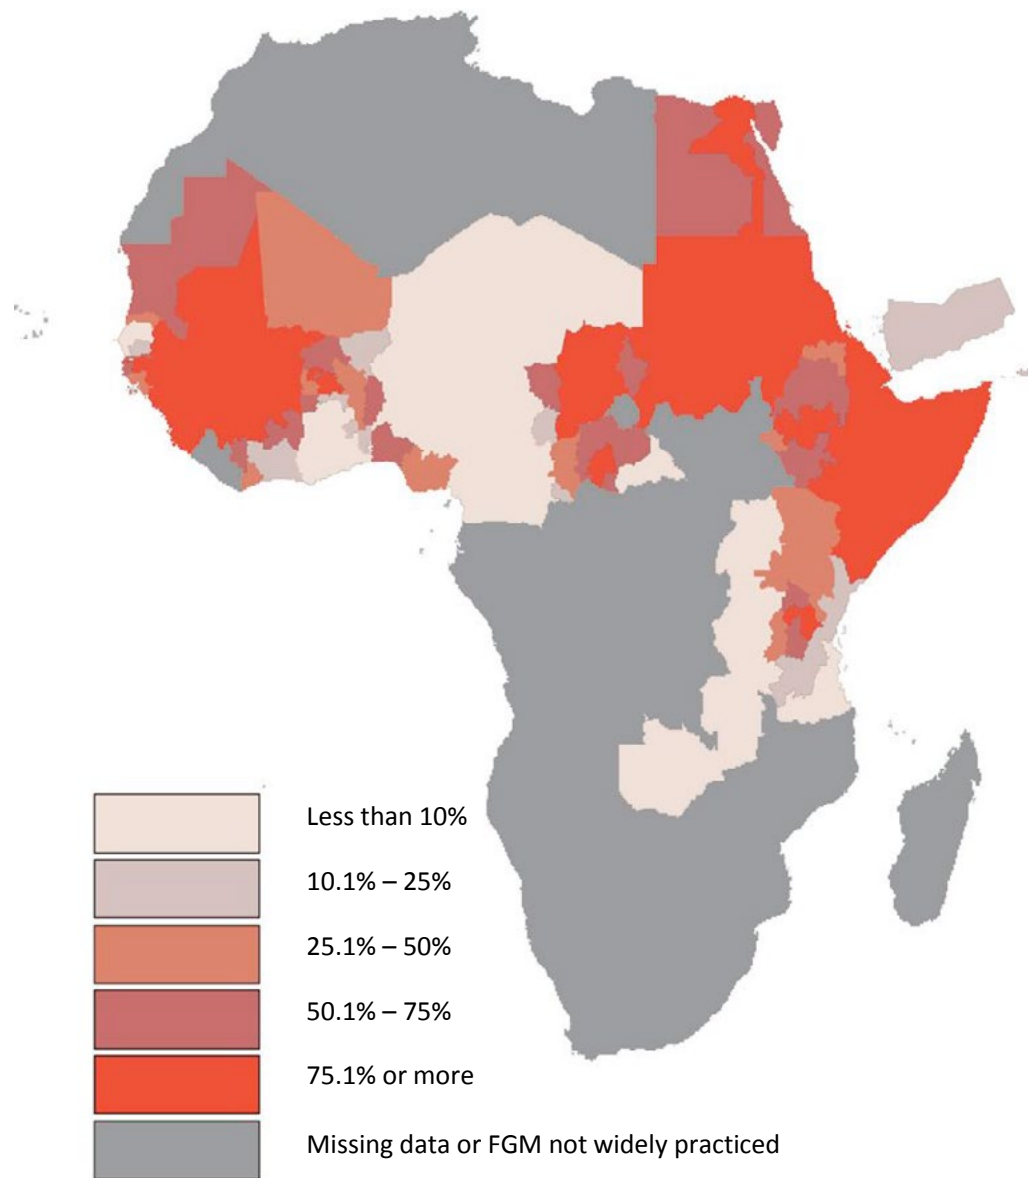 Less than 10%
10.1% – 25%
25.1% – 50%
50.1% – 75%
75.1% or more
Missing data or FGM not widely practiced